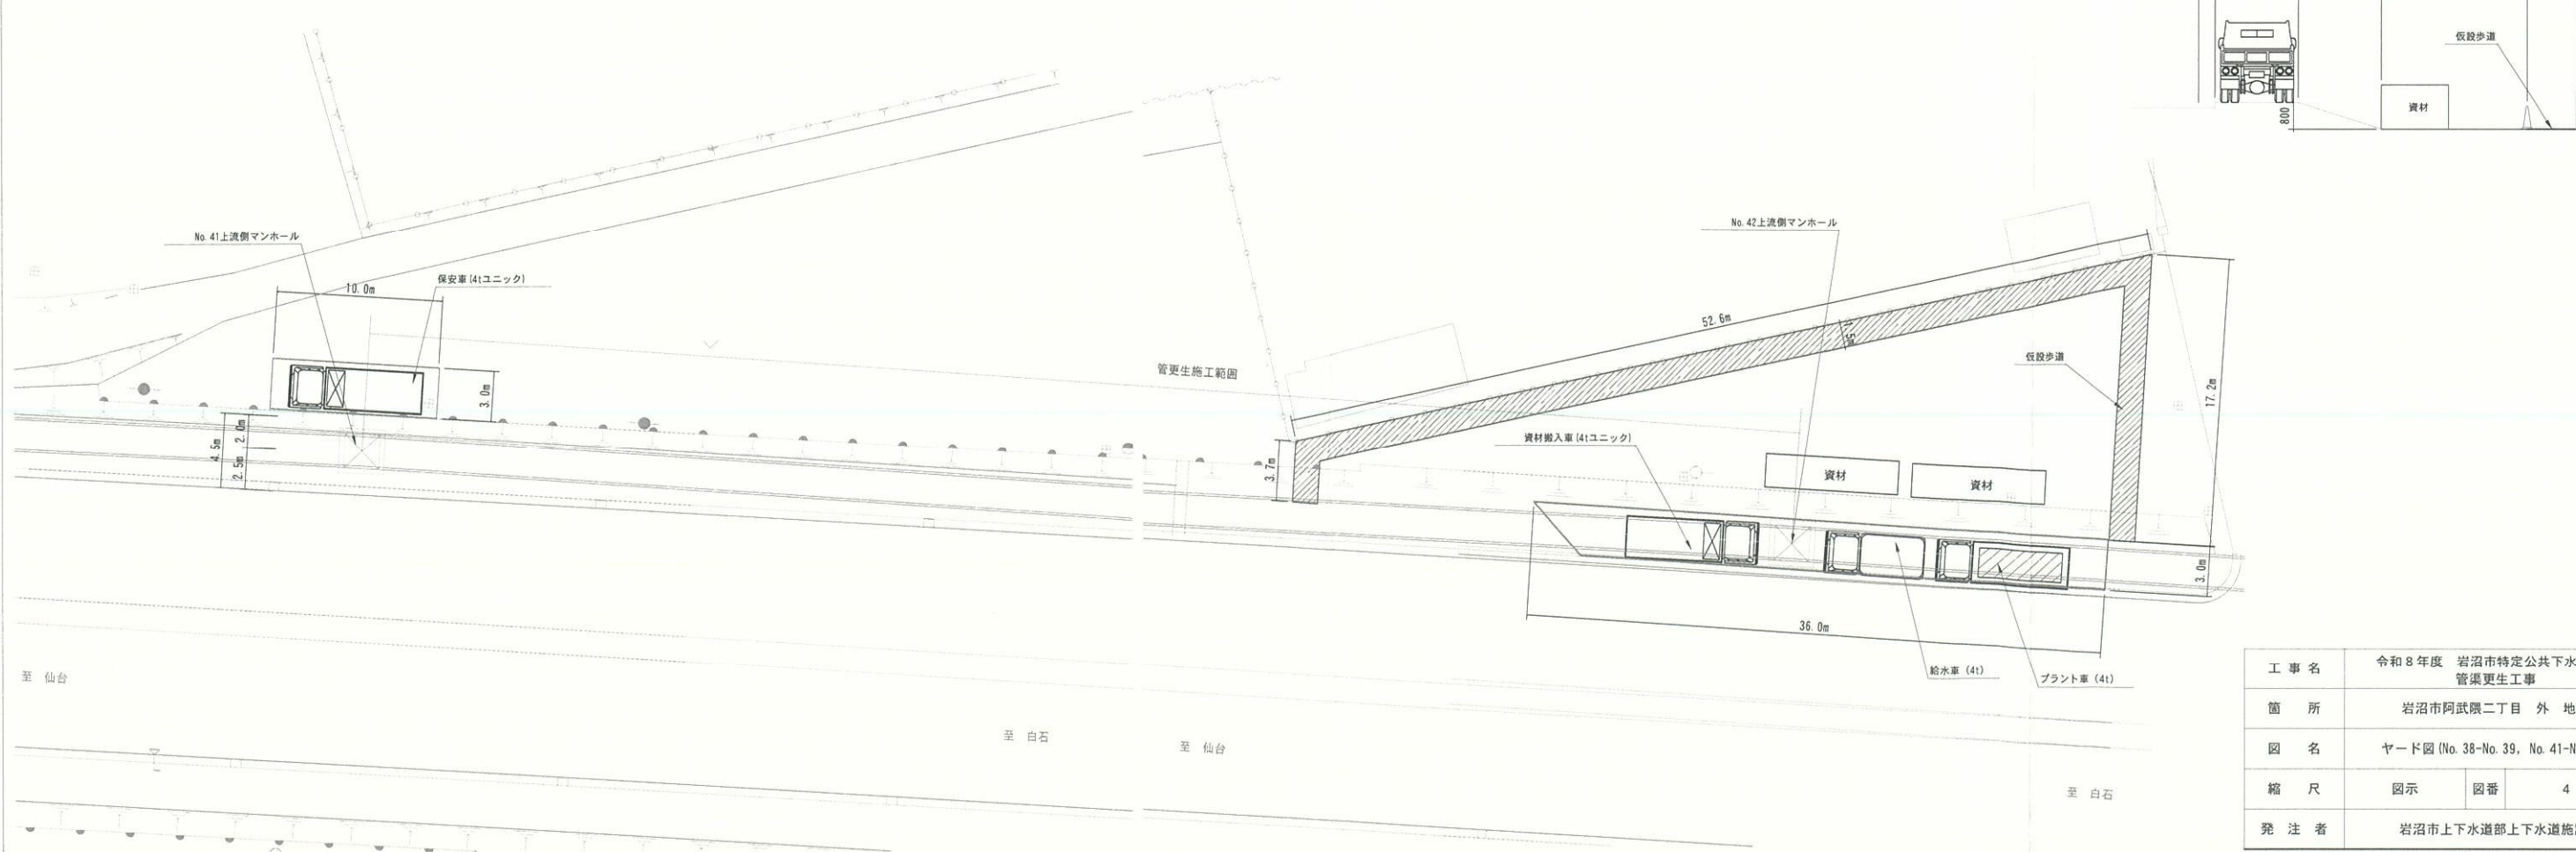 仮設歩道
資材
800
No.41上流側マンホール
保安車(4tユニック)
10.0m
3.0m
4.5m
2.0m
2.5m
管更生施工範囲
No.42上流側マンホール
52.6m
1.5m
仮設歩道
17.2m
3.7m
資材搬入車(4tユニック)
資材
資材
3.0m
36.0m
給水車(4t)
プラント車(4t)
至 仙台
至 白石
至 仙台
至 白石
工事名
令和8年度 岩沼市特定公共下水
管渠更生工事
箇所
岩沼市阿武隈二丁目 外 地
図名
ヤード図(No.38-No.39, No.41-N
縮尺
図示
図番
4
発注者
岩沼市上下水道部上下水道施